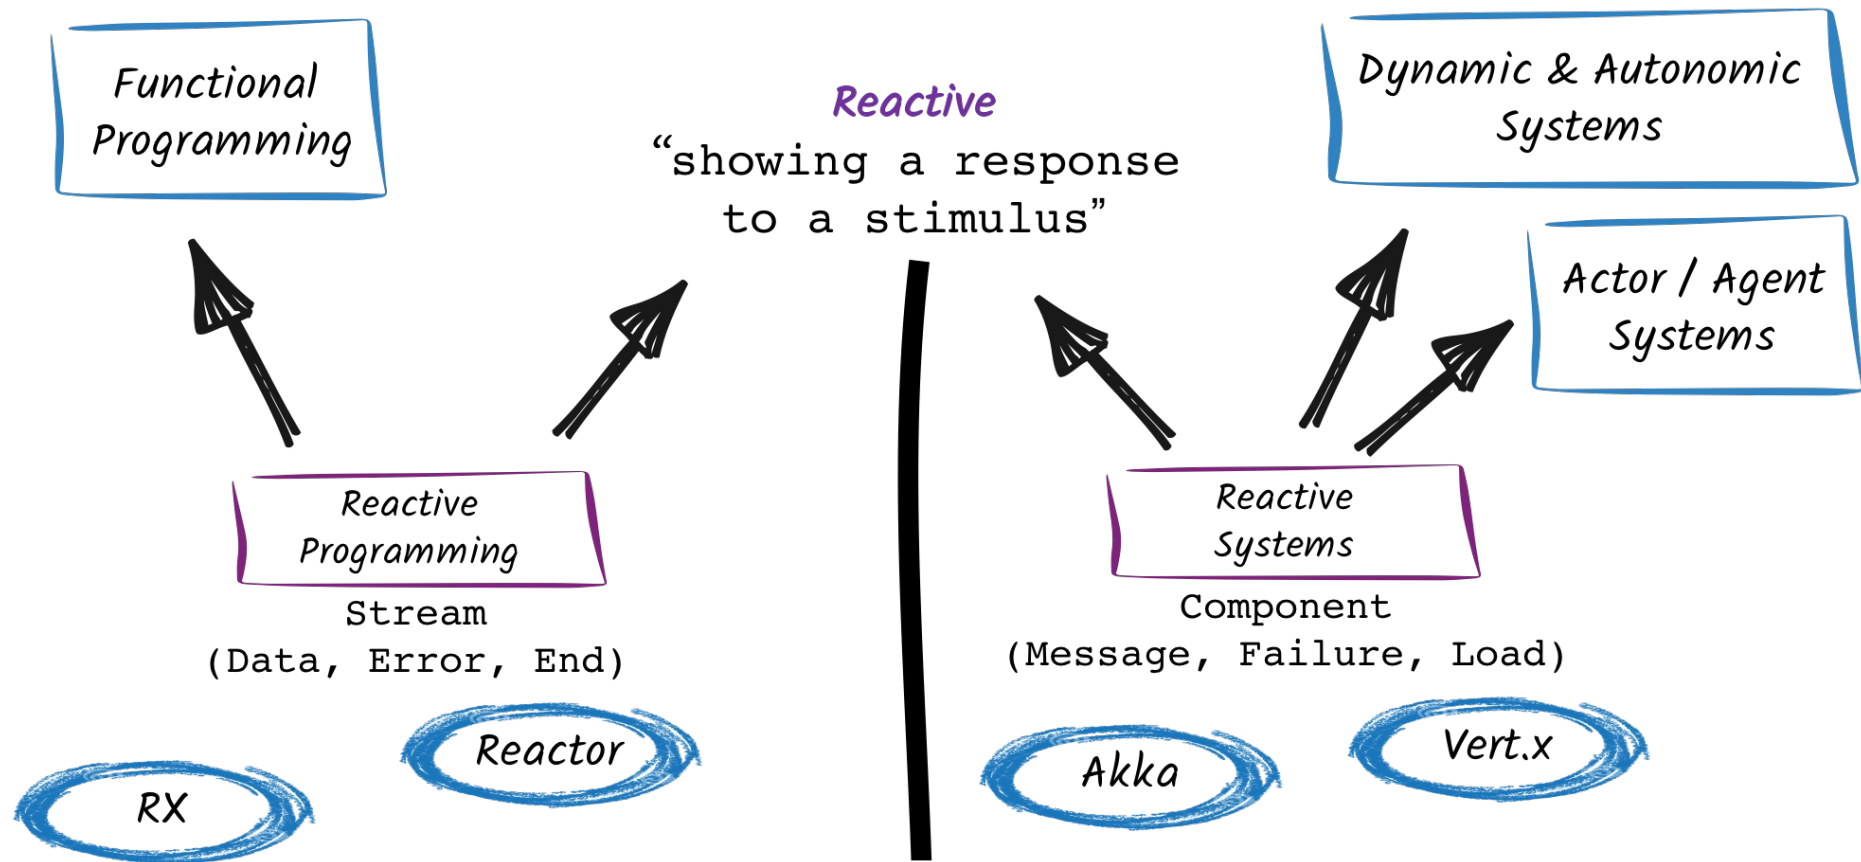 Functional
Programming
Reactive
“showing a response
to a stimulus”
Dynamic & Autonomic
Systems
Actor / Agent
Systems
Reactive
Programming
Stream
(Data, Error, End)
RX
Reactor
Reactive
Systems
Component
(Message, Failure, Load)
Akka
Vert.x